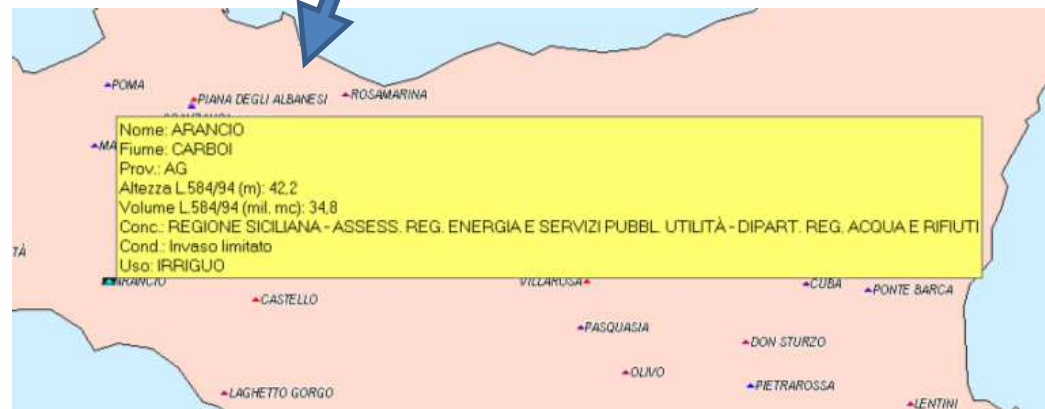 POMA
PIANA DEGLI ALBANESI
ROSAMARINA
MA
Nome: ARANCIO
Fiume: CARBOI
Prov.: AG
Altezza L.584/94 (m): 42,2
Volume L.584/94 (mil. mc): 34,8
Conc.: REGIONE SICILIANA - ASSESS. REG. ENERGIA E SERVIZI PUBBL. UTILITÀ - DIPART. REG. ACQUA E RIFIUTI
Cond.: Invaso limitato
Uso: IRRIGUO
TÀ
ARANCIO
VILLAROSA
CUBA
PONTE BARCA
CASTELLO
PASQUASIA
DON STURZO
OLIVO
PIETRAROSSA
LAGHETTO GORGO
LENTINI